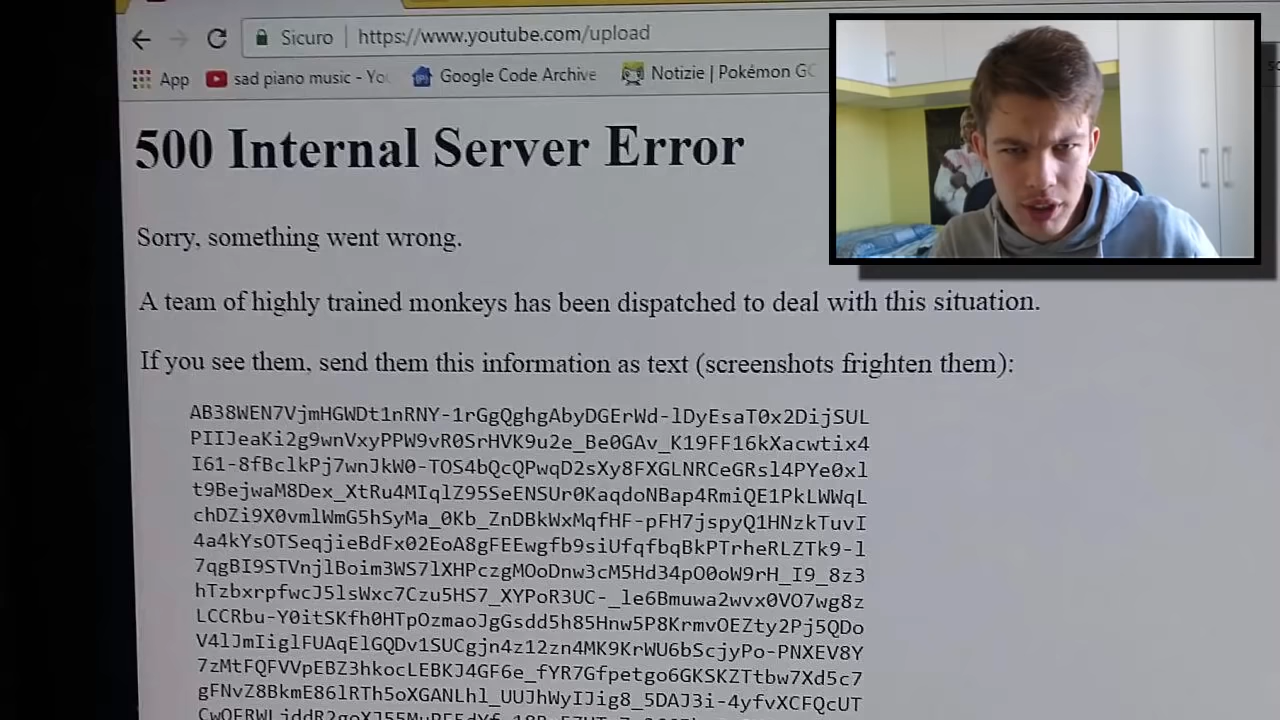 Sicuro | https://www.youtube.com/upload
App sad piano music - Yo Google Code Archive Notizie | Pokémon GO
500 Internal Server Error
Sorry, something went wrong.
A team of highly trained monkeys has been dispatched to deal with this situation.
If you see them, send them this information as text (screenshots frighten them):
AB38WEN7VjmHGWDt1nRNY-1rGgQghgAbyDGErWd-lDyEsaT0x2DijSUL
PIIJeaKi2g9wnVxyPPW9vR0SrHVK9u2e_Be0GAv_K19FF16kXacwtix4
I61-8fBclkPj7wnJkW0-TOS4bQcQPwqD2sXy8FXGLNRCeGRsl4PYe0xl
t9BejwaM8Dex_XtRu4MIqlZ95SeENSUr0KaqdoNBap4RmiQE1PkLWWqL
chDZi9X0vmlWmG5hSyMa_0Kb_ZnDBkWxMqfHF-pFH7jspyQ1HNzkTuvI
4a4kYsOTSeqjieBdFx02EoA8gFEEwgfb9siUfqfbqBkPTrheRLZTk9-l
7qgBI9STVnjlBoim3WS7lXHPczgMOoDnw3cM5Hd34pO0oW9rH_I9_8z3
hTzbxrpfwcJ5lsWxc7Czu5HS7_XYPoR3UC-_le6Bmuwa2wvx0VO7wg8z
LCCRbu-Y0itSKfh0HTpOzmaoJgGsdd5h85Hnw5P8KrmvOEZty2Pj5QDo
V4lJmIiglFUAqElGQDv1SUCgjn4z12zn4MK9KrWU6bScjyPo-PNXEV8Y
7zMtFQFVVpEBZ3hkocLEBKJ4GF6e_fYR7Gfpetgo6GKSKZTtbw7Xd5c7
gFNvZ8BkmE86lRTh5oXGANLhl_UUJhWyIJig8_5DAJ3i-4yfvXCFQcUT